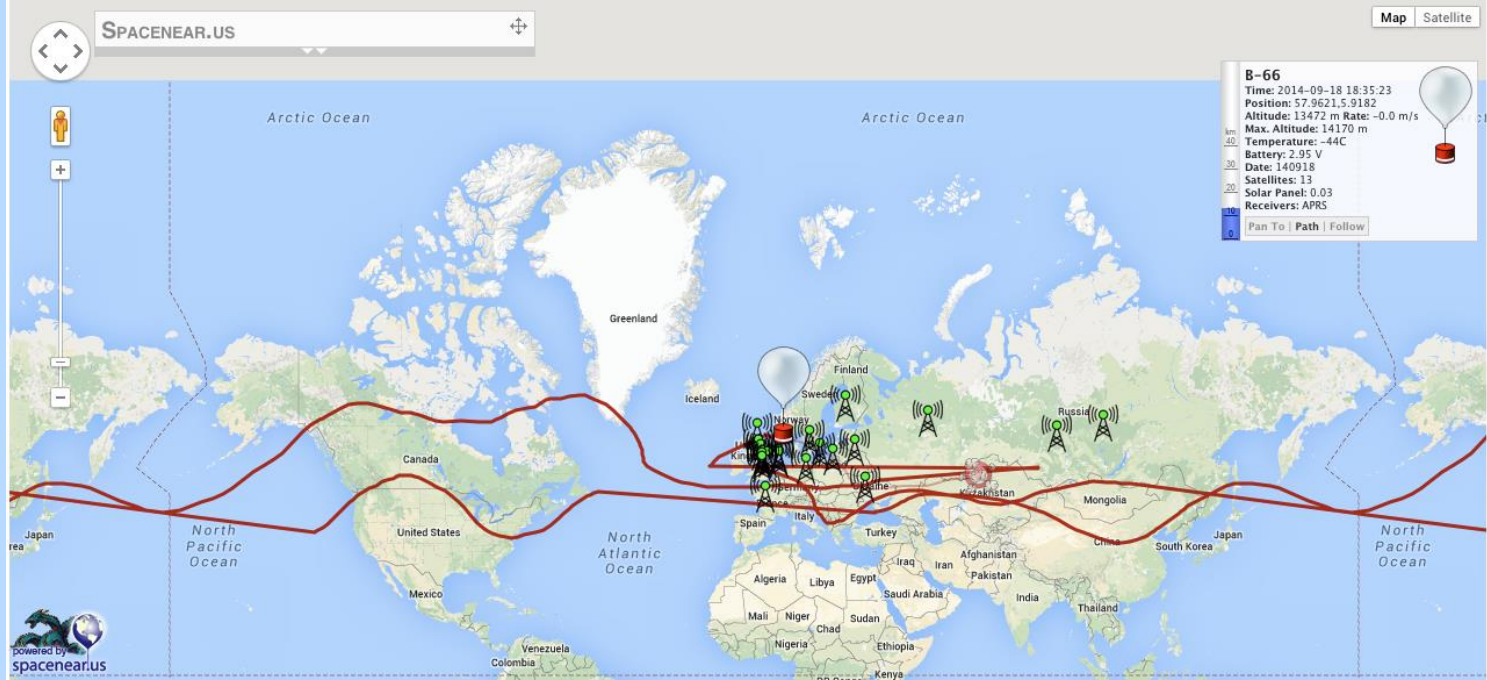 SPACENEAR.US
Map
Satellite
B-66
Time: 2014-09-18 18:35:23
Position: 57.9621,5.9182
Altitude: 13472 m Rate: -0.0 m/s
Max. Altitude: 14170 m
Temperature: -44C
Battery: 2.95 V
Date: 140918
Satellites: 13
Solar Panel: 0.03
Receivers: APRS
Pan To | Path | Follow
km
40
30
20
10
0
Arctic Ocean
Arctic Ocean
Greenland
Iceland
Finland
Sweden
Norway
Russia
Canada
Kazakhstan
Mongolia
Spain
Italy
Turkey
United States
North
Pacific
Ocean
North
Atlantic
Ocean
Japan
China
South Korea
Japan
North
Pacific
Ocean
Afghanistan
Iraq
Iran
Pakistan
Algeria
Libya
Egypt
Saudi Arabia
India
Mexico
Mali
Niger
Chad
Sudan
Thailand
Nigeria
Ethiopia
Venezuela
Colombia
Kenya
powered by
spacenear.us